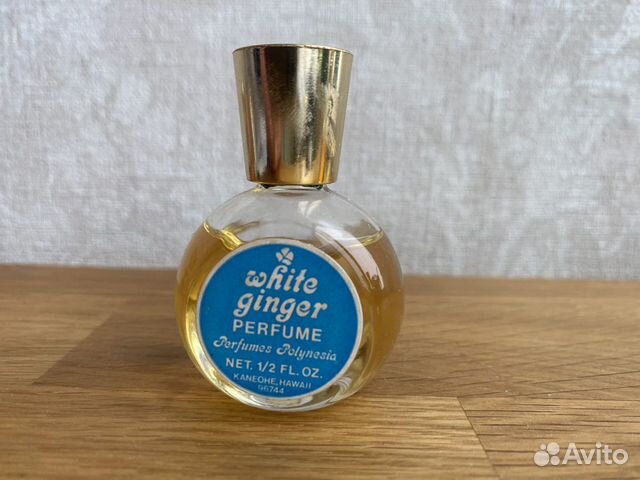 white
ginger
PERFUME
Perfumes Polynesia
NET. 1/2 FL. OZ.
KANEOHE, HAWAII
96744
Avito